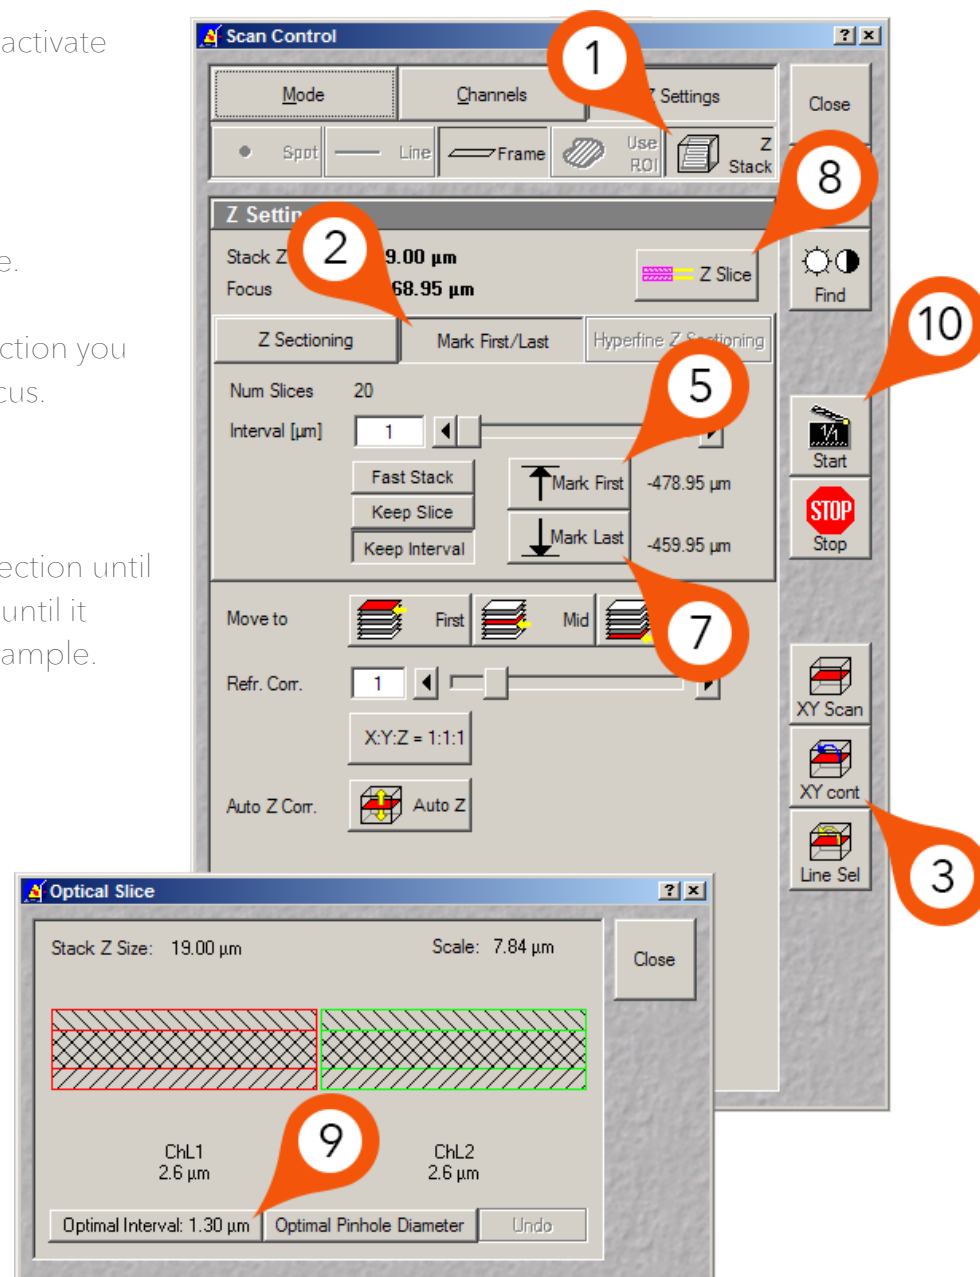 activate
e.
ction you
cus.
ection until
until it
ample.
Scan Control
1
Mode
Channels
Settings
Close
Spot
Line
Frame
Use
ROI
Z
Stack
8
Z Settin
2
Stack Z
9.00 µm
Focus
68.95 µm
Z Slice
Find
10
Z Sectioning
Mark First/Last
Hyperfine Z Sectioning
5
Num Slices 20
Interval [µm] 1
1/1
Start
Fast Stack
Mark First
-478.95 µm
Keep Slice
STOP
Stop
Keep Interval
Mark Last
-459.95 µm
7
Move to
First
Mid
Refr. Corr. 1
XY Scan
X:Y:Z = 1:1:1
XY cont
Auto Z Corr.
Auto Z
3
Line Sel
Optical Slice
Stack Z Size: 19.00 µm
Scale: 7.84 µm
Close
9
ChL1
2.6 µm
ChL2
2.6 µm
Optimal Interval: 1.30 µm
Optimal Pinhole Diameter
Undo